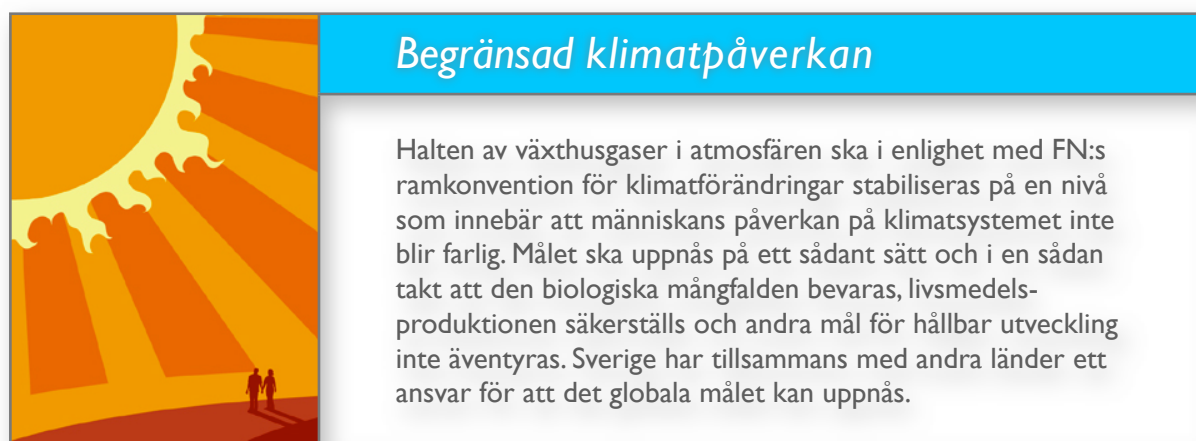 Begränsad klimatpåverkan
Halten av växthusgaser i atmosfären ska i enlighet med FN:s
ramkonvention för klimatförändringar stabiliseras på en nivå
som innebär att människans påverkan på klimatsystemet inte
blir farlig. Målet ska uppnås på ett sådant sätt och i en sådan
takt att den biologiska mångfalden bevaras, livsmedels-
produktionen säkerställs och andra mål för hållbar utveckling
inte äventyras. Sverige har tillsammans med andra länder ett
ansvar för att det globala målet kan uppnås.